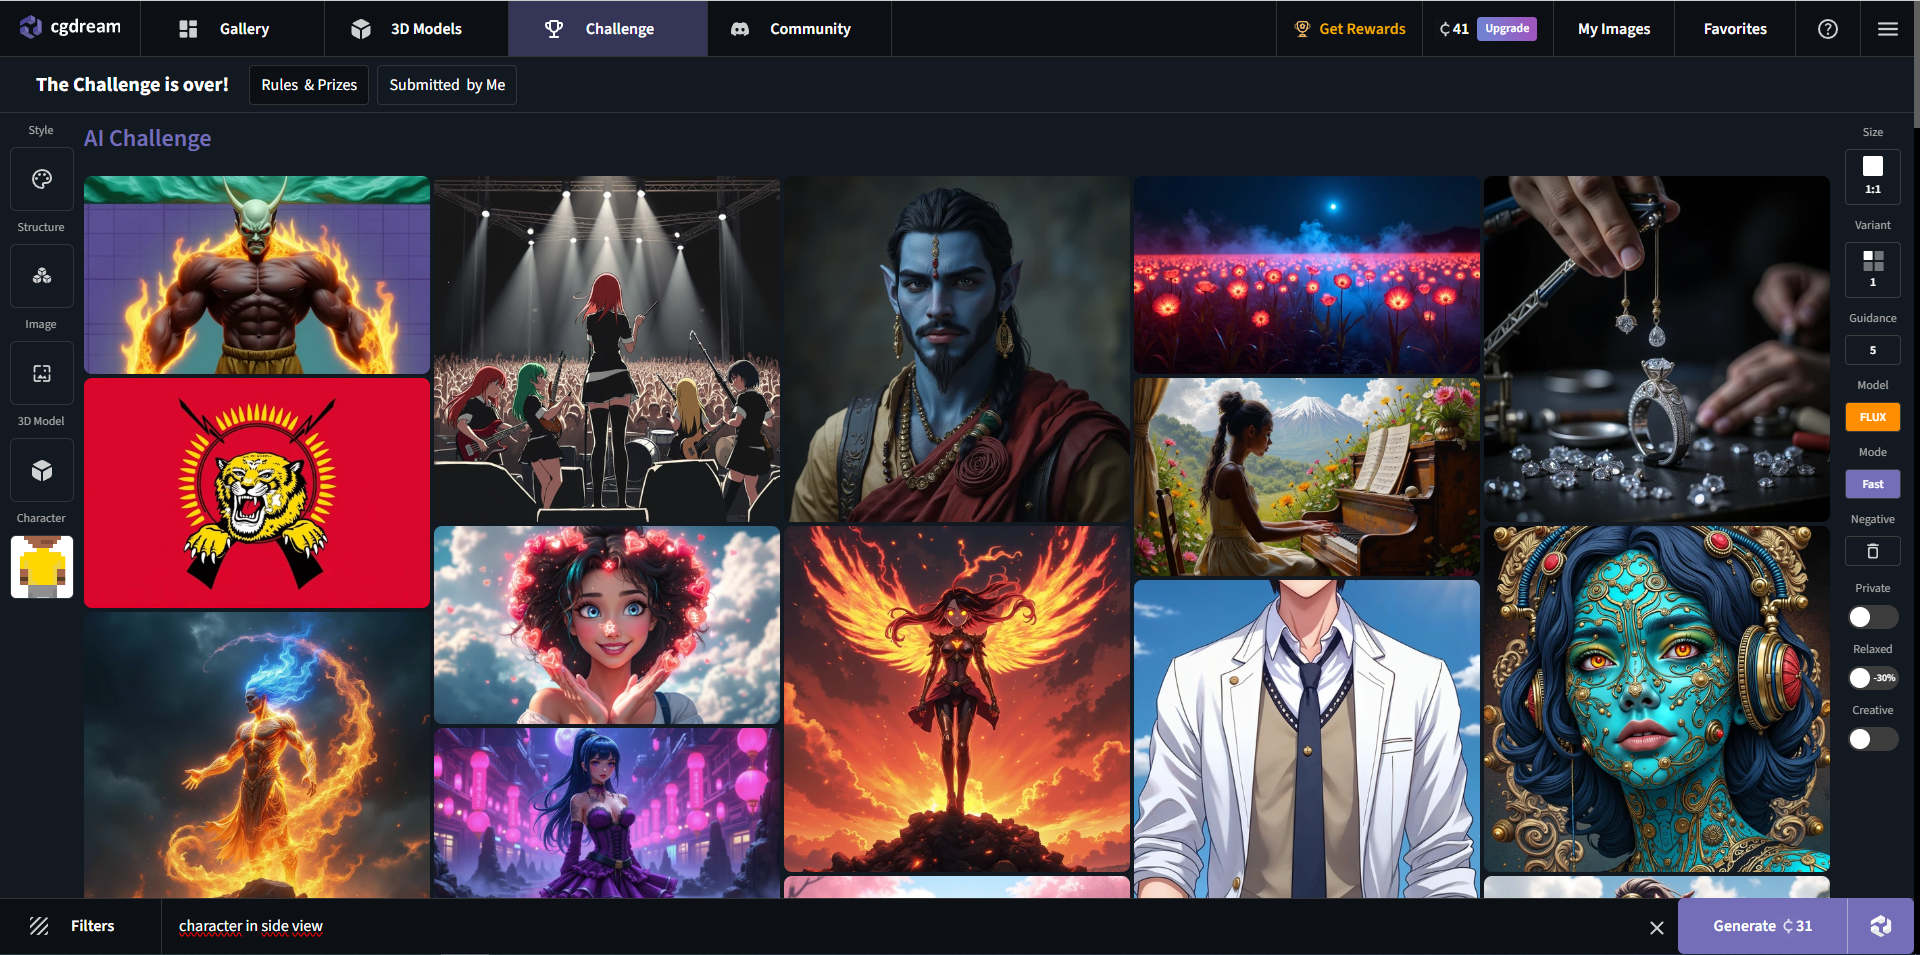 cgdream
Gallery
3D Models
Challenge
Community
Get Rewards
₵ 41
Upgrade
My Images
Favorites
?
The Challenge is over!
Rules & Prizes
Submitted by Me
AI Challenge
Style
Structure
Image
3D Model
Character
Size
1:1
Variant
1
Guidance
5
Model
FLUX
Mode
Fast
Negative
Private
Relaxed
-30%
Creative
Filters
character in side view
Generate ₵ 31